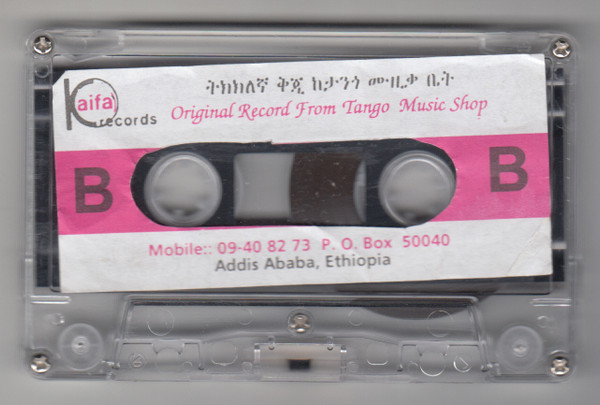 ትክክለኛ ቅጂ ከታንጎ ሙዚቃ ቤት
Kaifa records
Original Record From Tango Music Shop
B B
Mobile:: 09-40 82 73 P. O. Box 50040
Addis Ababa, Ethiopia